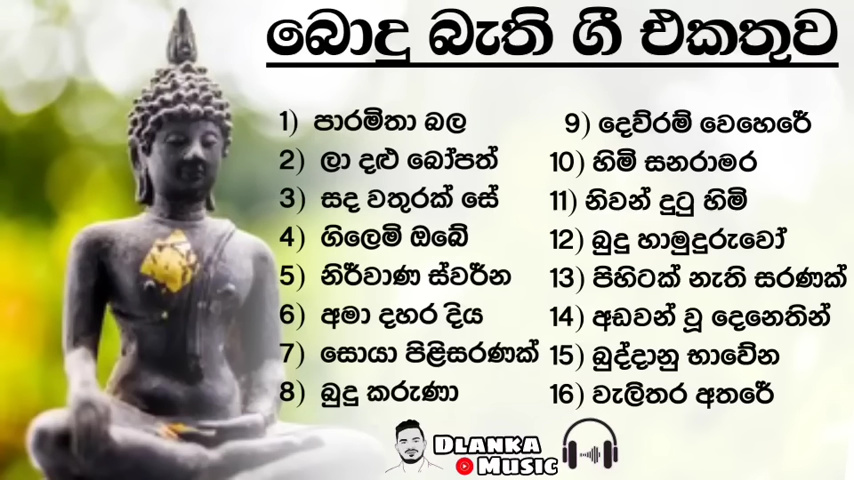 බොදු බැති ගී එකතුව
1) පාරමිතා බල
2) ලා දළු බෝපත්
3) සද වතුරක් සේ
4) ගිලෙමි ඔබේ
5) නිර්වාණ ස්වර්න
6) අමා දහර දිය
7) සොයා පිළිසරණක්
8) බුදු කරුණා
9) දෙව්රම් වෙහෙරේ
10) හිමි සනරාමර
11) නිවන් දුටු හිමි
12) බුදු හාමුදුරුවෝ
13) පිහිටක් නැති සරණක්
14) අඩවන් වූ දෙනෙතින්
15) බුද්දානු භාවේන
16) වැලිතර අතරේ
DLANKA
MUSIC